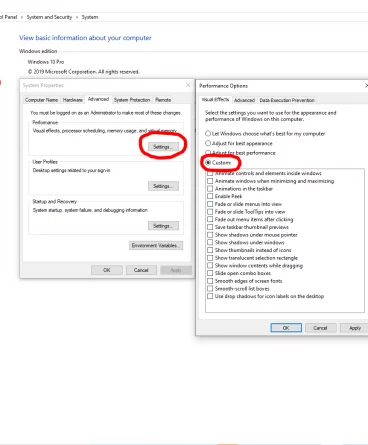 ol Panel > System and Security > System
View basic information about your computer
Windows edition
Windows 10 Pro
© 2019 Microsoft Corporation. All rights reserved.
System Properties
Computer Name Hardware Advanced System Protection Remote
You must be logged on as an Administrator to make most of these changes.
Performance
Visual effects, processor scheduling, memory usage, and virtual memory
Settings...
User Profiles
Desktop settings related to your sign-in
Settings...
Startup and Recovery
System startup, system failure, and debugging information
Settings...
Environment Variables...
OK Cancel Apply
Performance Options
Visual Effects Advanced Data Execution Prevention
Select the settings you want to use for the appearance and
performance of Windows on this computer.
Let Windows choose what's best for my computer
Adjust for best appearance
Adjust for best performance
Custom:
Animate controls and elements inside windows
Animate windows when minimizing and maximizing
Animations in the taskbar
Enable Peek
Fade or slide menus into view
Fade or slide ToolTips into view
Fade out menu items after clicking
Save taskbar thumbnail previews
Show shadows under mouse pointer
Show shadows under windows
Show thumbnails instead of icons
Show translucent selection rectangle
Show window contents while dragging
Slide open combo boxes
Smooth edges of screen fonts
Smooth-scroll list boxes
Use drop shadows for icon labels on the desktop
OK Cancel Apply